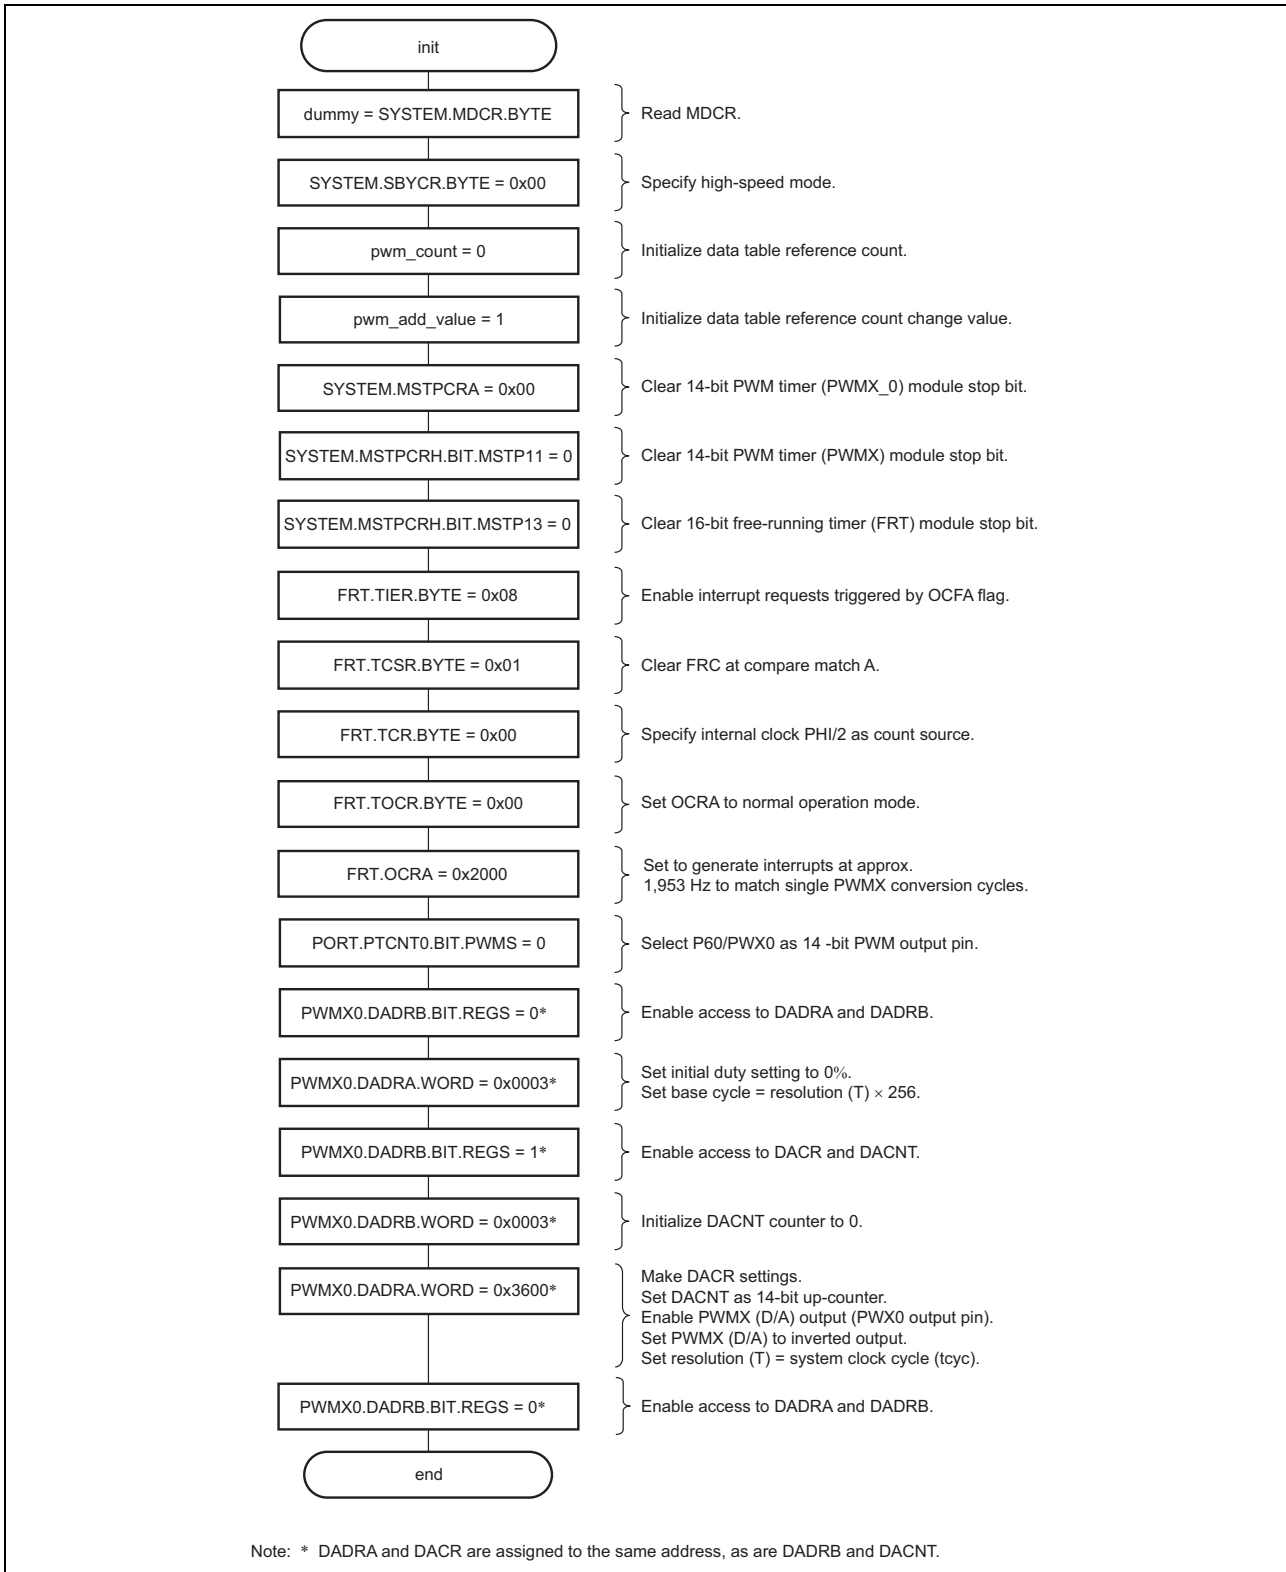 init
dummy = SYSTEM.MDCR.BYTE
Read MDCR.
SYSTEM.SBYCR.BYTE = 0x00
Specify high-speed mode.
pwm_count = 0
Initialize data table reference count.
pwm_add_value = 1
Initialize data table reference count change value.
SYSTEM.MSTPCRA = 0x00
Clear 14-bit PWM timer (PWMX_0) module stop bit.
SYSTEM.MSTPCRH.BIT.MSTP11 = 0
Clear 14-bit PWM timer (PWMX) module stop bit.
SYSTEM.MSTPCRH.BIT.MSTP13 = 0
Clear 16-bit free-running timer (FRT) module stop bit.
FRT.TIER.BYTE = 0x08
Enable interrupt requests triggered by OCFA flag.
FRT.TCSR.BYTE = 0x01
Clear FRC at compare match A.
FRT.TCR.BYTE = 0x00
Specify internal clock PHI/2 as count source.
FRT.TOCR.BYTE = 0x00
Set OCRA to normal operation mode.
FRT.OCRA = 0x2000
Set to generate interrupts at approx.
1,953 Hz to match single PWMX conversion cycles.
PORT.PTCNT0.BIT.PWMS = 0
Select P60/PWX0 as 14 -bit PWM output pin.
PWMX0.DADRB.BIT.REGS = 0*
Enable access to DADRA and DADRB.
PWMX0.DADRA.WORD = 0x0003*
Set initial duty setting to 0%.
Set base cycle = resolution (T) × 256.
PWMX0.DADRB.BIT.REGS = 1*
Enable access to DACR and DACNT.
PWMX0.DADRB.WORD = 0x0003*
Initialize DACNT counter to 0.
PWMX0.DADRA.WORD = 0x3600*
Make DACR settings.
Set DACNT as 14-bit up-counter.
Enable PWMX (D/A) output (PWX0 output pin).
Set PWMX (D/A) to inverted output.
Set resolution (T) = system clock cycle (tcyc).
PWMX0.DADRB.BIT.REGS = 0*
Enable access to DADRA and DADRB.
end
Note: * DADRA and DACR are assigned to the same address, as are DADRB and DACNT.